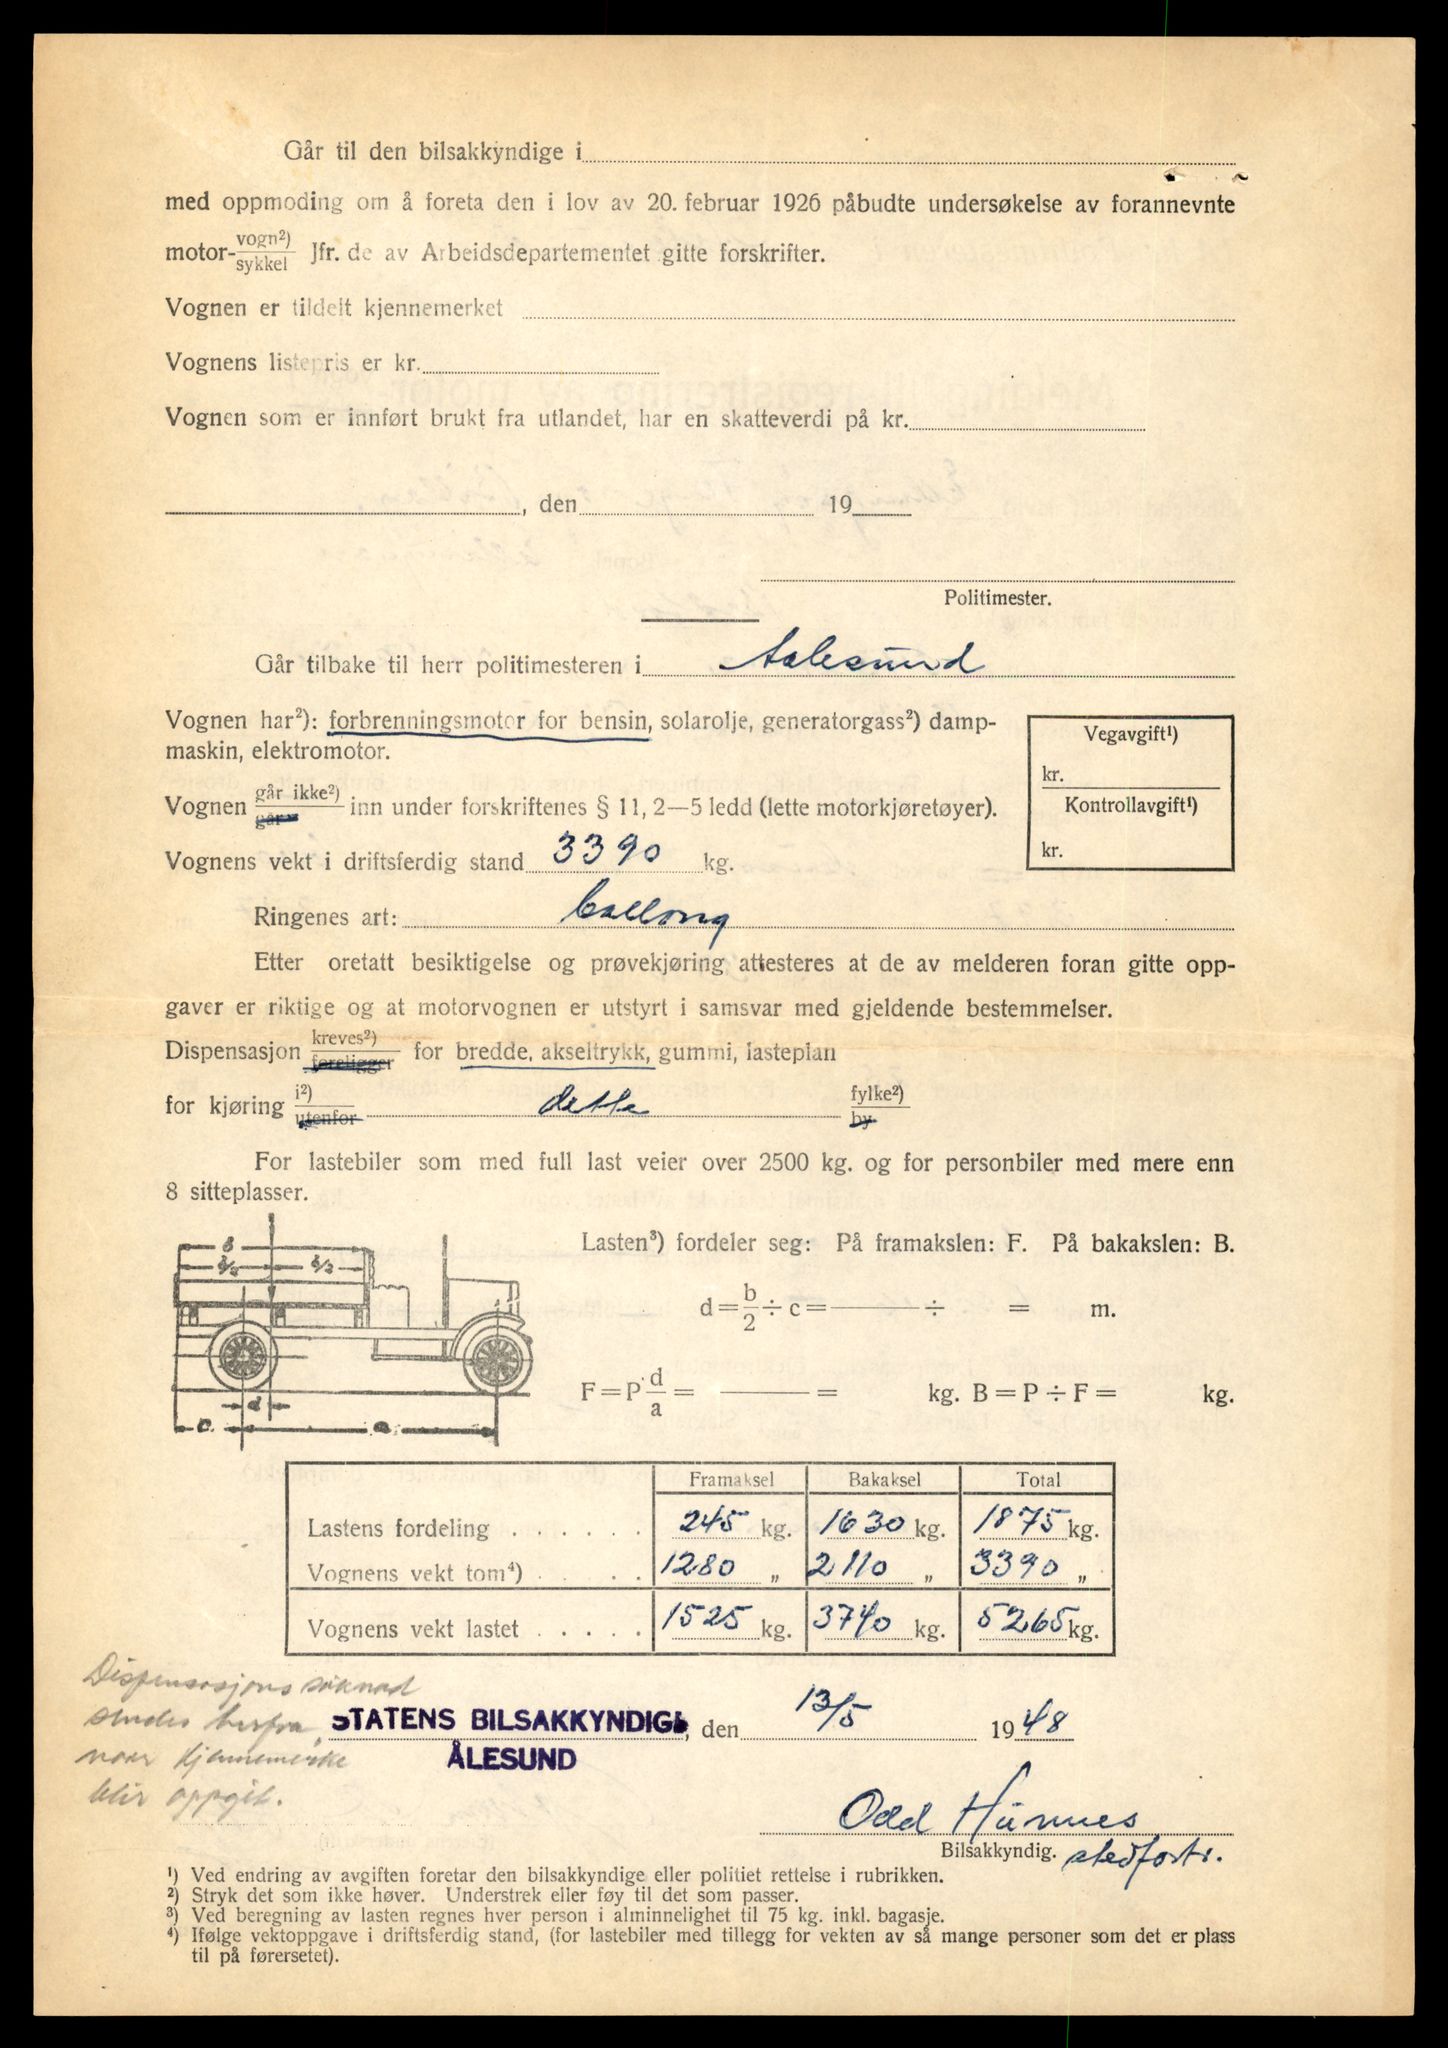 Går til den bilsakkyndige i
med oppmoding om å foreta den i lov av 20. februar 1926 påbudte undersøkelse av forannevnte
motor- vogn²) / sykkel Jfr. de av Arbeidsdepartementet gitte forskrifter.
Vognen er tildelt kjennemerket
Vognens listepris er kr.
Vognen som er innført brukt fra utlandet, har en skatteverdi på kr.
, den 19
Politimester.
Går tilbake til herr politimesteren i Aalesund
Vognen har²): forbrenningsmotor for bensin, solarolje, generatorgass²) damp-
maskin, elektromotor.
Vegavgift¹)
kr.
Kontrollavgift¹)
kr.
Vognen går ikke²) / går inn under forskriftenes § 11, 2—5 ledd (lette motorkjøretøyer).
Vognens vekt i driftsferdig stand 3390 kg.
Ringenes art: Ballong
Etter oretatt besiktigelse og prøvekjøring attesteres at de av melderen foran gitte opp-
gaver er riktige og at motorvognen er utstyrt i samsvar med gjeldende bestemmelser.
Dispensasjon kreves²) / foreligger for bredde, akseltrykk, gummi, lasteplan
for kjøring i²) / utenfor dette fylke²) / by
For lastebiler som med full last veier over 2500 kg. og for personbiler med mere enn
8 sitteplasser.
b
b/2 b/2
d
c a
Lasten³) fordeler seg: På framakslen: F. På bakakslen: B.
d = b/2 ÷ c = ——— ÷ = m.
F = P d/a = ——— = kg. B = P ÷ F = kg.
Framaksel Bakaksel Total
Lastens fordeling . . . . . . 245 kg. 1630 kg. 1875 kg.
Vognens vekt tom⁴) . . . . . 1280 „ 2110 „ 3390 „
Vognens vekt lastet . . . . . 1525 kg. 3740 kg. 5265 kg.
Dispensasjons søknad
sendes herfra
naar kjennemerke
blir oppgit.
STATENS BILSAKKYNDIGE, den 13/5 1948
ÅLESUND
Odd Hünnes
Bilsakkyndig. stedfortr.
¹) Ved endring av avgiften foretar den bilsakkyndige eller politiet rettelse i rubrikken.
²) Stryk det som ikke høver. Understrek eller føy til det som passer.
³) Ved beregning av lasten regnes hver person i alminnelighet til 75 kg. inkl. bagasje.
⁴) Ifølge vektoppgave i driftsferdig stand, (for lastebiler med tillegg for vekten av så mange personer som det er plass
til på førersetet).